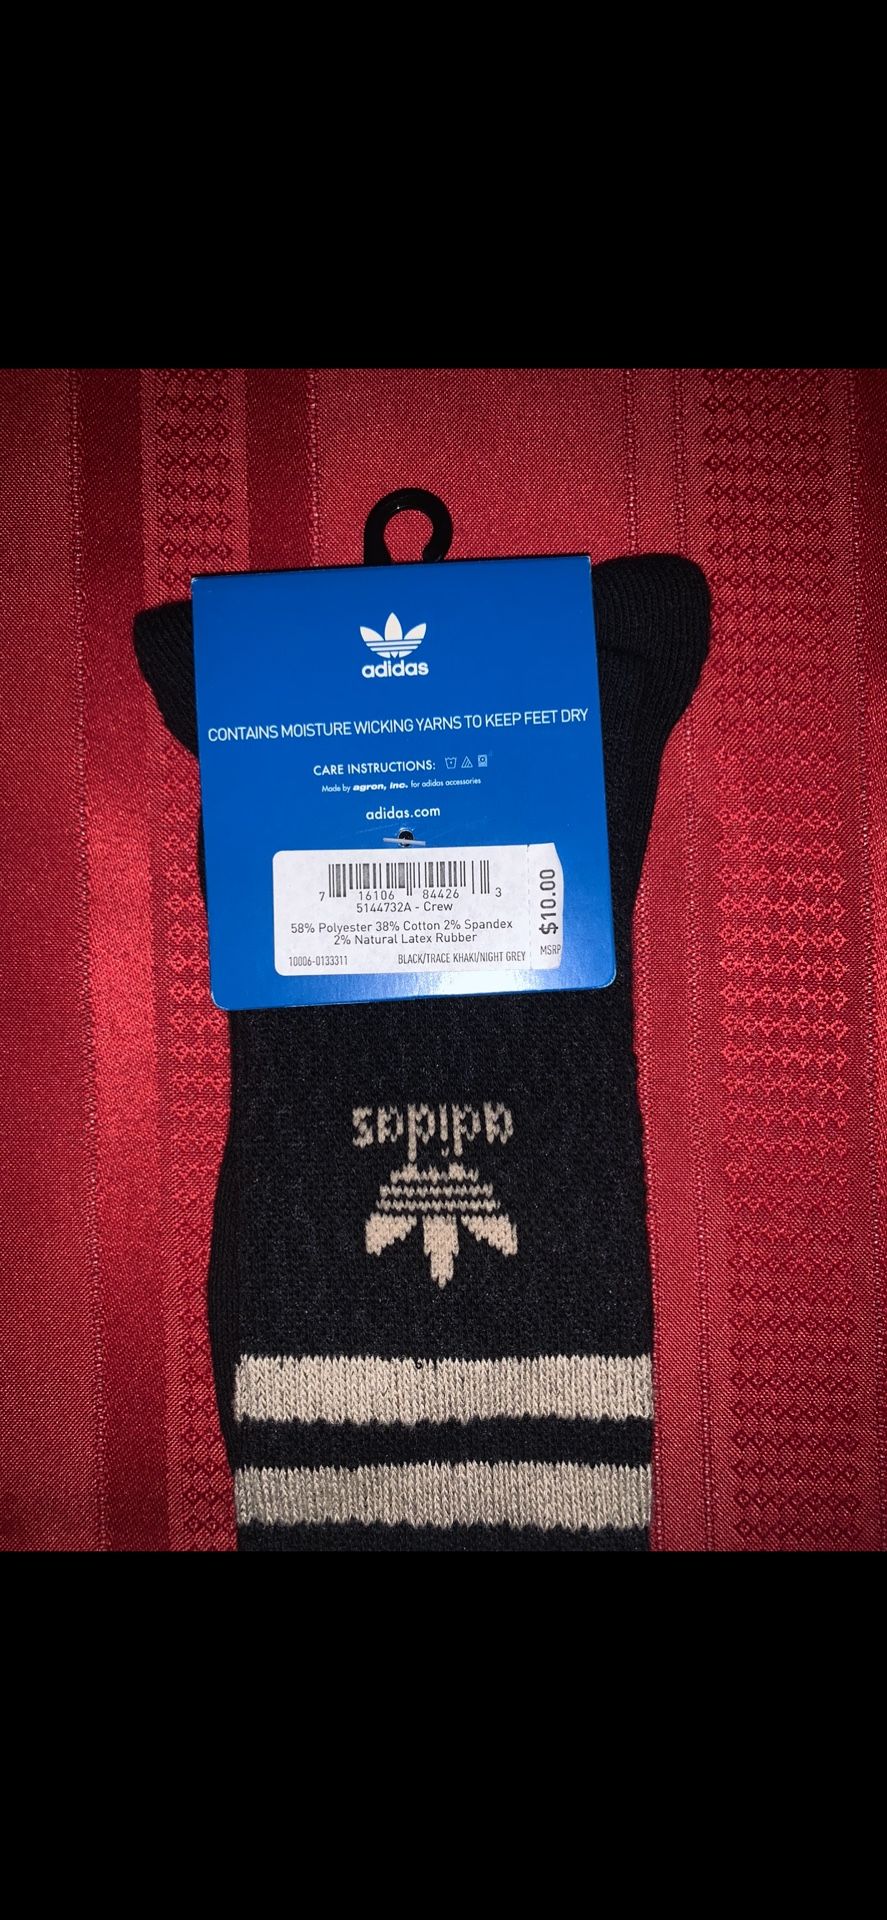 adidas
CONTAINS MOISTURE WICKING YARNS TO KEEP FEET DRY
CARE INSTRUCTIONS:
Made by agron, inc. for adidas accessories
adidas.com
7 16106 84426 3
5144732A - Crew
58% Polyester 38% Cotton 2% Spandex
2% Natural Latex Rubber
10006-0133311 BLACK/TRACE KHAKI/NIGHT GREY
$10.00
MSRP
adidas